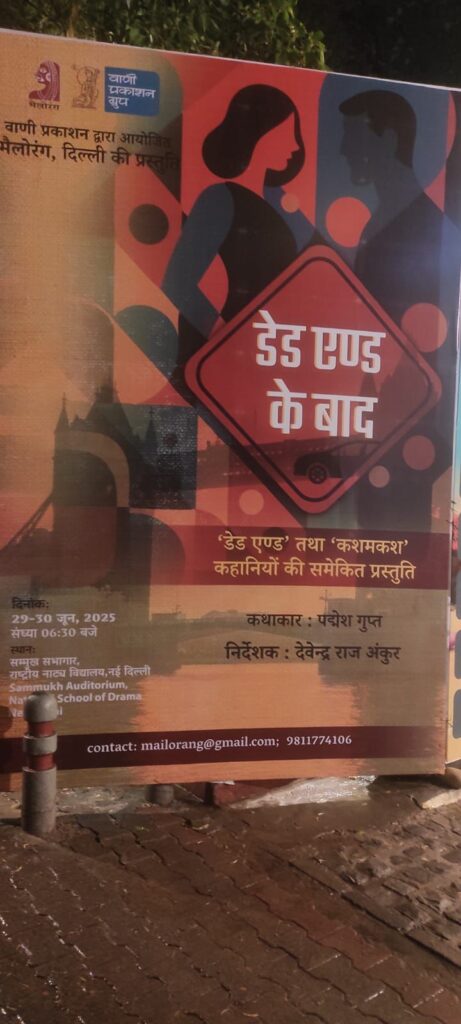 मैलोरंग
वाणी
प्रकाशन
ग्रुप
वाणी प्रकाशन द्वारा आयोजित
मैलोरंग, दिल्ली की प्रस्तुति
डेड एण्ड
के बाद
‘डेड एण्ड’ तथा ‘कशमकश’
कहानियों की समेकित प्रस्तुति
दिनांक:
29-30 जून, 2025
संध्या 06:30 बजे
स्थान:
सम्मुख सभागार,
राष्ट्रीय नाट्य विद्यालय,नई दिल्ली
Sammukh Auditorium,
School of Drama
कथाकार : पद्मेश गुप्त
निर्देशक : देवेन्द्र राज अंकुर
contact: mailorang@gmail.com; 9811774106